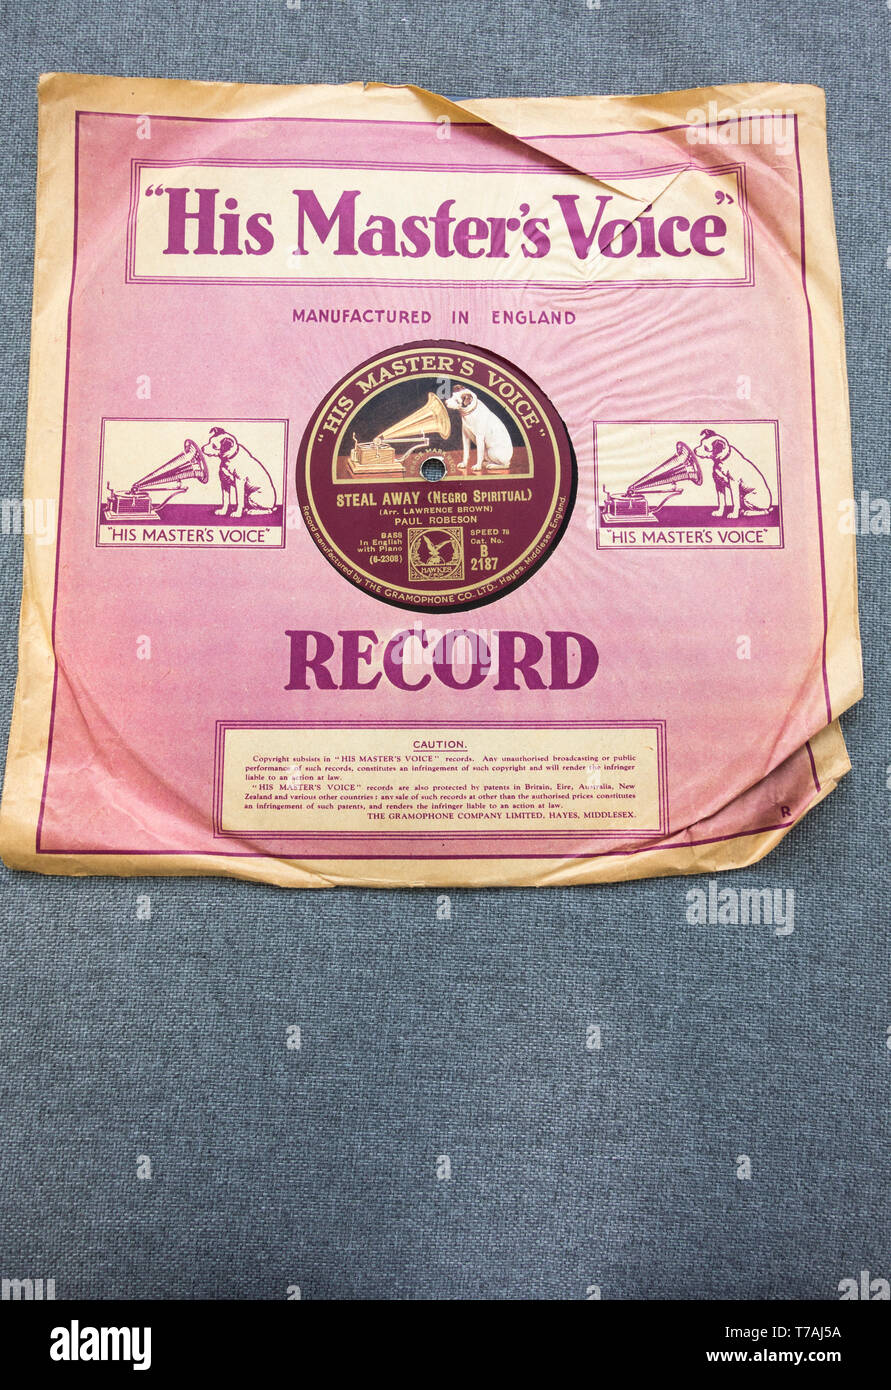 "His Master's Voice"
MANUFACTURED IN ENGLAND
"HIS MASTER'S VOICE"
STEAL AWAY (NEGRO SPIRITUAL)
(Arr. LAWRENCE BROWN)
PAUL ROBESON
BASS
In English
with Piano
(6-2308)
HAWKES
SPEED 78
Cat. No.
B
2187
Record manufactured by THE GRAMOPHONE CO., LTD., Hayes, Middlesex, England.
"HIS MASTER'S VOICE"
"HIS MASTER'S VOICE"
RECORD
CAUTION.
Copyright subsists in "HIS MASTER'S VOICE" records. Any unauthorised broadcasting or public
performance of such records, constitutes an infringement of such copyright and will render the infringer
liable to an action at law.
"HIS MASTER'S VOICE" records are also protected by patents in Britain, Eire, Australia, New
Zealand and various other countries : any sale of such records at other than the authorised prices constitutes
an infringement of such patents, and renders the infringer liable to an action at law.
THE GRAMOPHONE COMPANY LIMITED, HAYES, MIDDLESEX.
R
alamy
alamy stock photo
a
alamy
Image ID: T7AJ5A
www.alamy.com